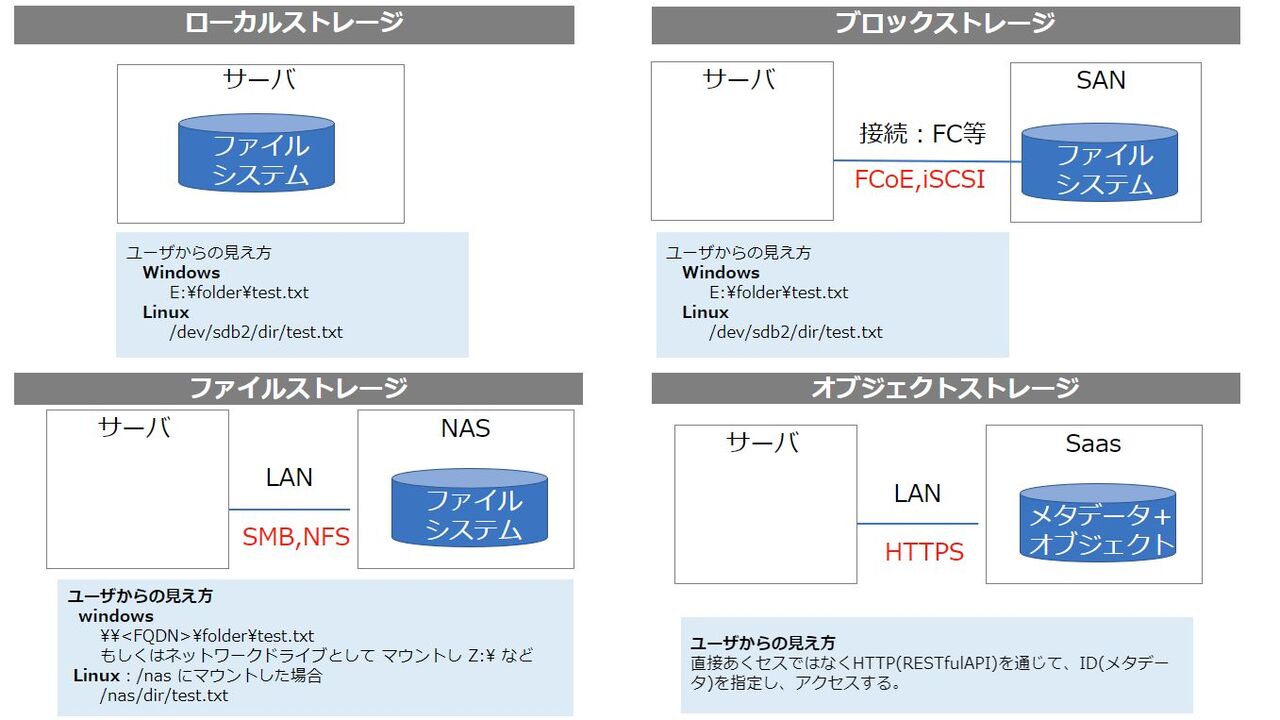 ローカルストレージ
サーバ
ファイル
システム
ユーザからの見え方
Windows
E:¥folder¥test.txt
Linux
/dev/sdb2/dir/test.txt
ブロックストレージ
サーバ
接続：FC等
FCoE,iSCSI
SAN
ファイル
システム
ユーザからの見え方
Windows
E:¥folder¥test.txt
Linux
/dev/sdb2/dir/test.txt
ファイルストレージ
サーバ
LAN
SMB,NFS
NAS
ファイル
システム
ユーザからの見え方
windows
¥¥<FQDN>¥folder¥test.txt
もしくはネットワークドライブとして マウントし Z:¥ など
Linux：/nas にマウントした場合
/nas/dir/test.txt
オブジェクトストレージ
サーバ
LAN
HTTPS
Saas
メタデータ＋
オブジェクト
ユーザからの見え方
直接あくセスではなくHTTP(RESTfulAPI)を通じて、ID(メタデー
タ)を指定し、アクセスする。